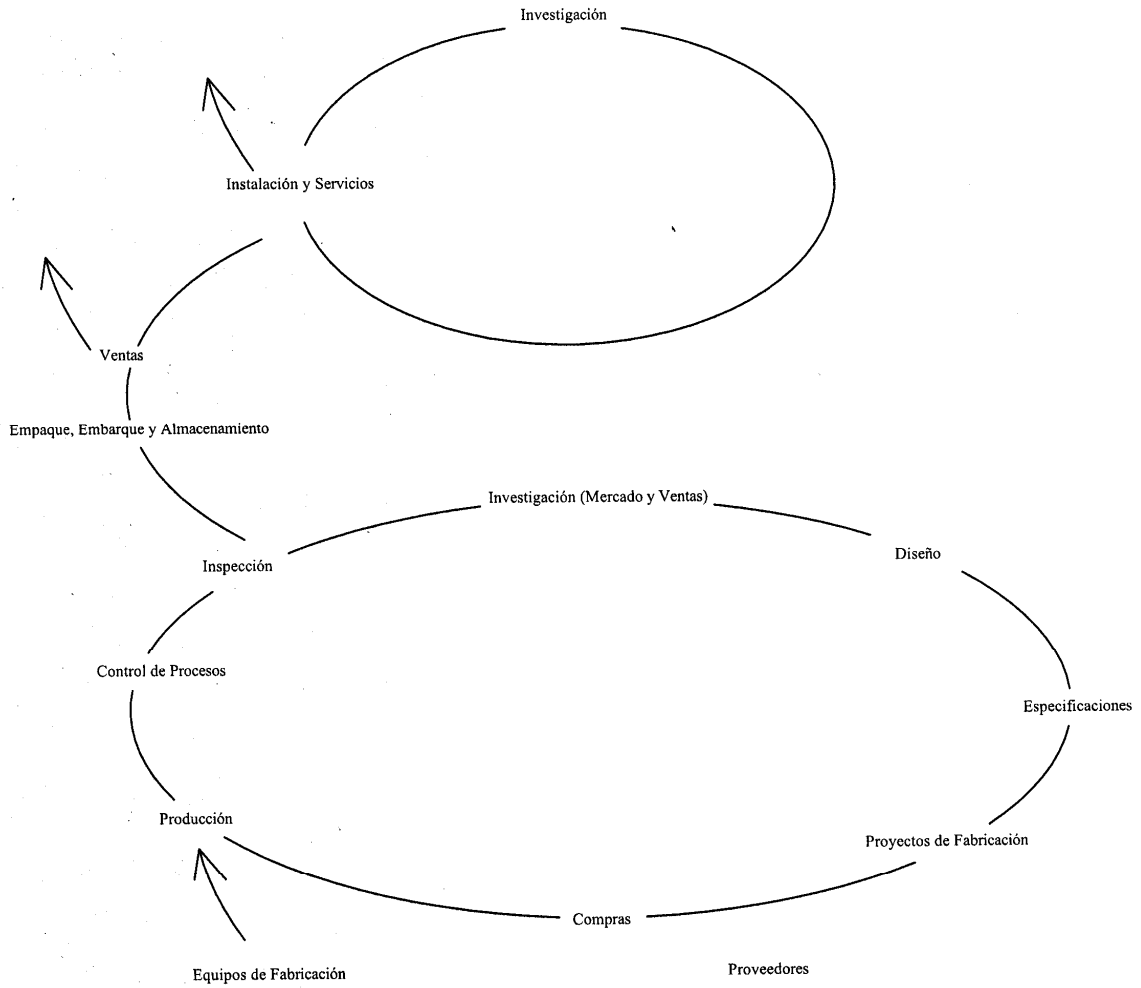 Investigación
Instalación y Servicios
Ventas
Empaque, Embarque y Almacenamiento
Investigación (Mercado y Ventas)
Diseño
Inspección
Control de Procesos
Especificaciones
Producción
Proyectos de Fabricación
Compras
Equipos de Fabricación
Proveedores